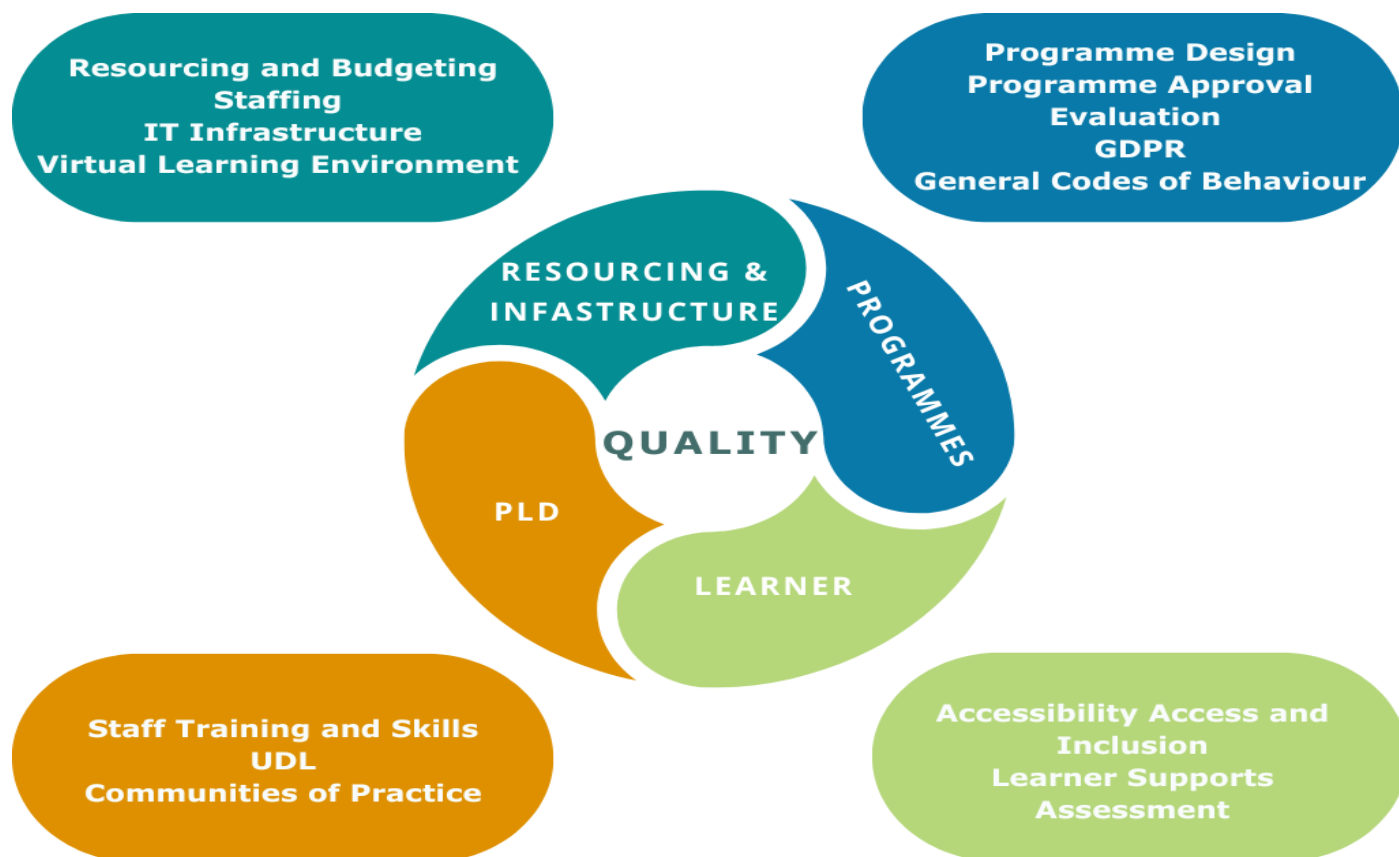 Resourcing and Budgeting
Staffing
IT Infrastructure
Virtual Learning Environment
Programme Design
Programme Approval
Evaluation
GDPR
General Codes of Behaviour
RESOURCING &
INFASTRUCTURE
PROGRAMMES
QUALITY
PLD
LEARNER
Staff Training and Skills
UDL
Communities of Practice
Accessibility Access and
Inclusion
Learner Supports
Assessment